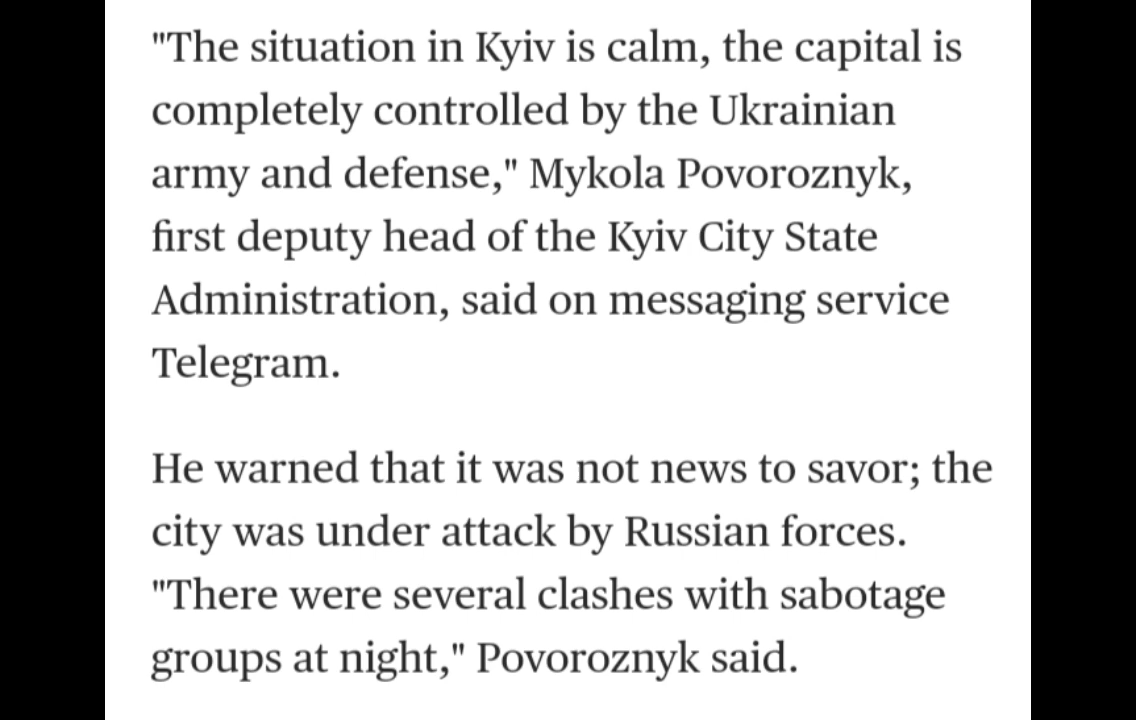 "The situation in Kyiv is calm, the capital is
completely controlled by the Ukrainian
army and defense," Mykola Povoroznyk,
first deputy head of the Kyiv City State
Administration, said on messaging service
Telegram.
He warned that it was not news to savor; the
city was under attack by Russian forces.
"There were several clashes with sabotage
groups at night," Povoroznyk said.